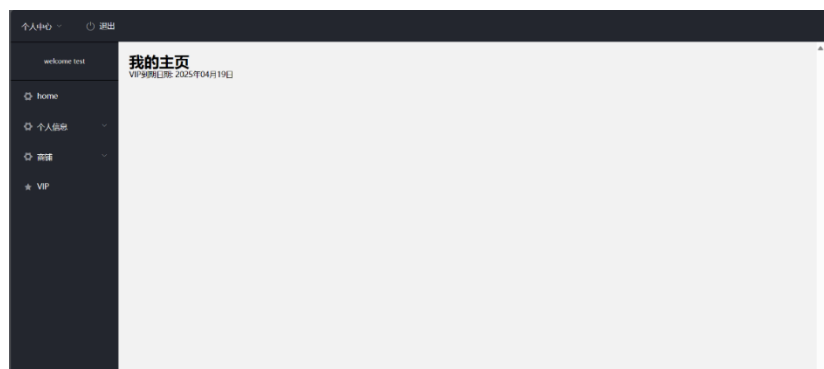 个人中心
退出
welcome test
我的主页
VIP到期日期: 2025年04月19日
home
个人信息
商铺
VIP